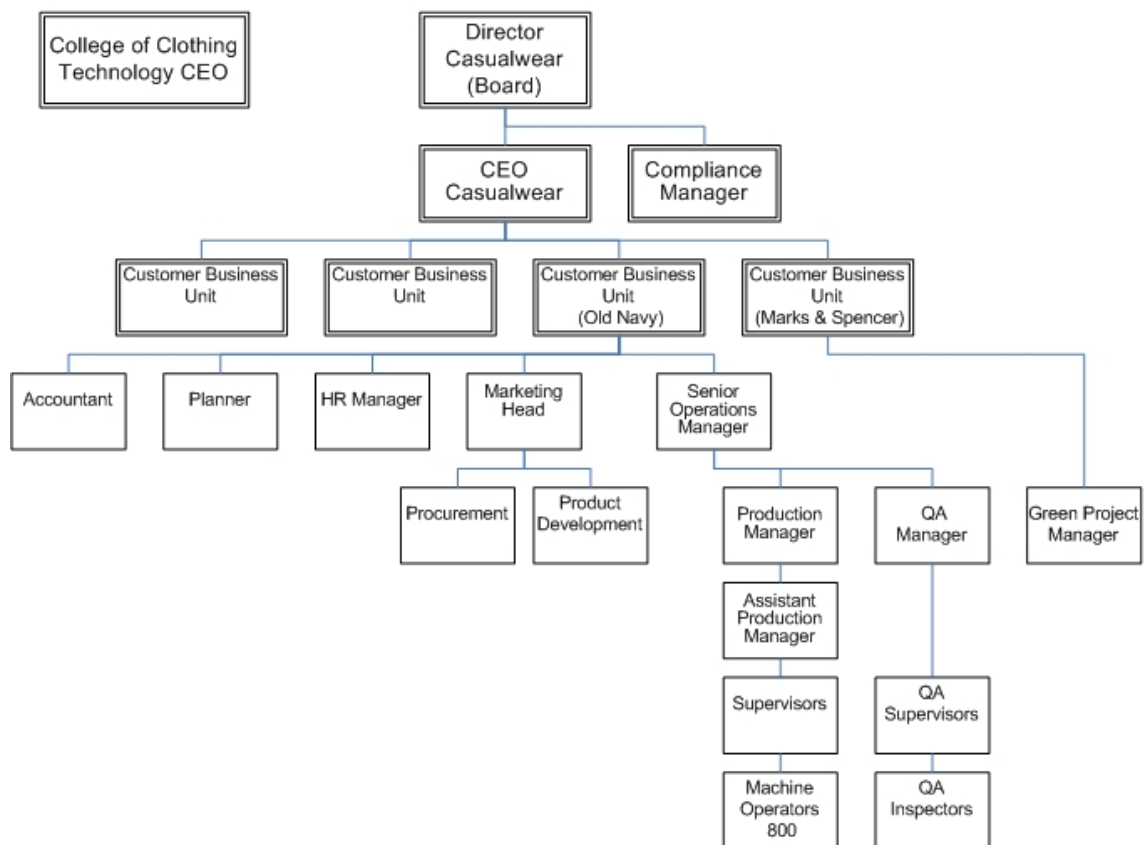 College of Clothing
Technology CEO
Director
Casualwear
(Board)
CEO
Casualwear
Compliance
Manager
Customer Business
Unit
Customer Business
Unit
Customer Business
Unit
(Old Navy)
Customer Business
Unit
(Marks & Spencer)
Accountant
Planner
HR Manager
Marketing
Head
Senior
Operations
Manager
Procurement
Product
Development
Production
Manager
QA
Manager
Green Project
Manager
Assistant
Production
Manager
Supervisors
QA
Supervisors
Machine
Operators
800
QA
Inspectors